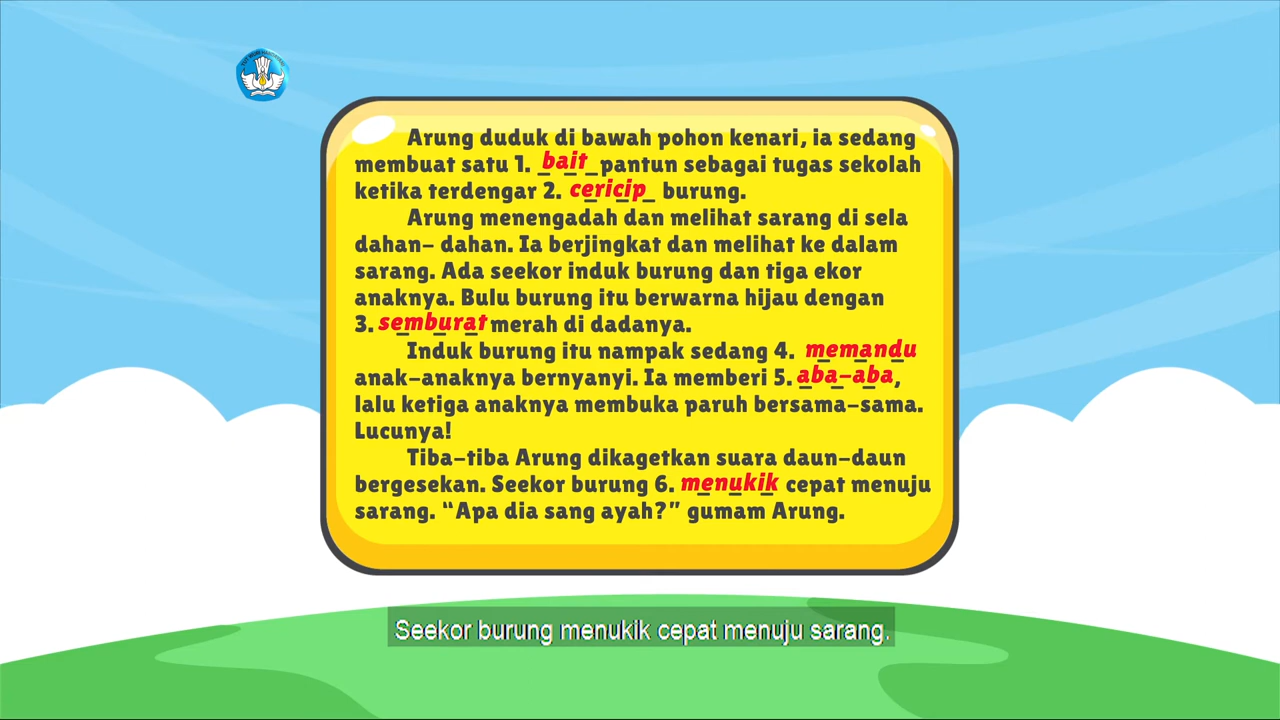 Arung duduk di bawah pohon kenari, ia sedang
membuat satu 1. bait pantun sebagai tugas sekolah
ketika terdengar 2. cericip burung.
Arung menengadah dan melihat sarang di sela
dahan- dahan. Ia berjingkat dan melihat ke dalam
sarang. Ada seekor induk burung dan tiga ekor
anaknya. Bulu burung itu berwarna hijau dengan
3. semburat merah di dadanya.
Induk burung itu nampak sedang 4. memandu
anak-anaknya bernyanyi. Ia memberi 5. aba-aba,
lalu ketiga anaknya membuka paruh bersama-sama.
Lucunya!
Tiba-tiba Arung dikagetkan suara daun-daun
bergesekan. Seekor burung 6. menukik cepat menuju
sarang. “Apa dia sang ayah?” gumam Arung.
Seekor burung menukik cepat menuju sarang.